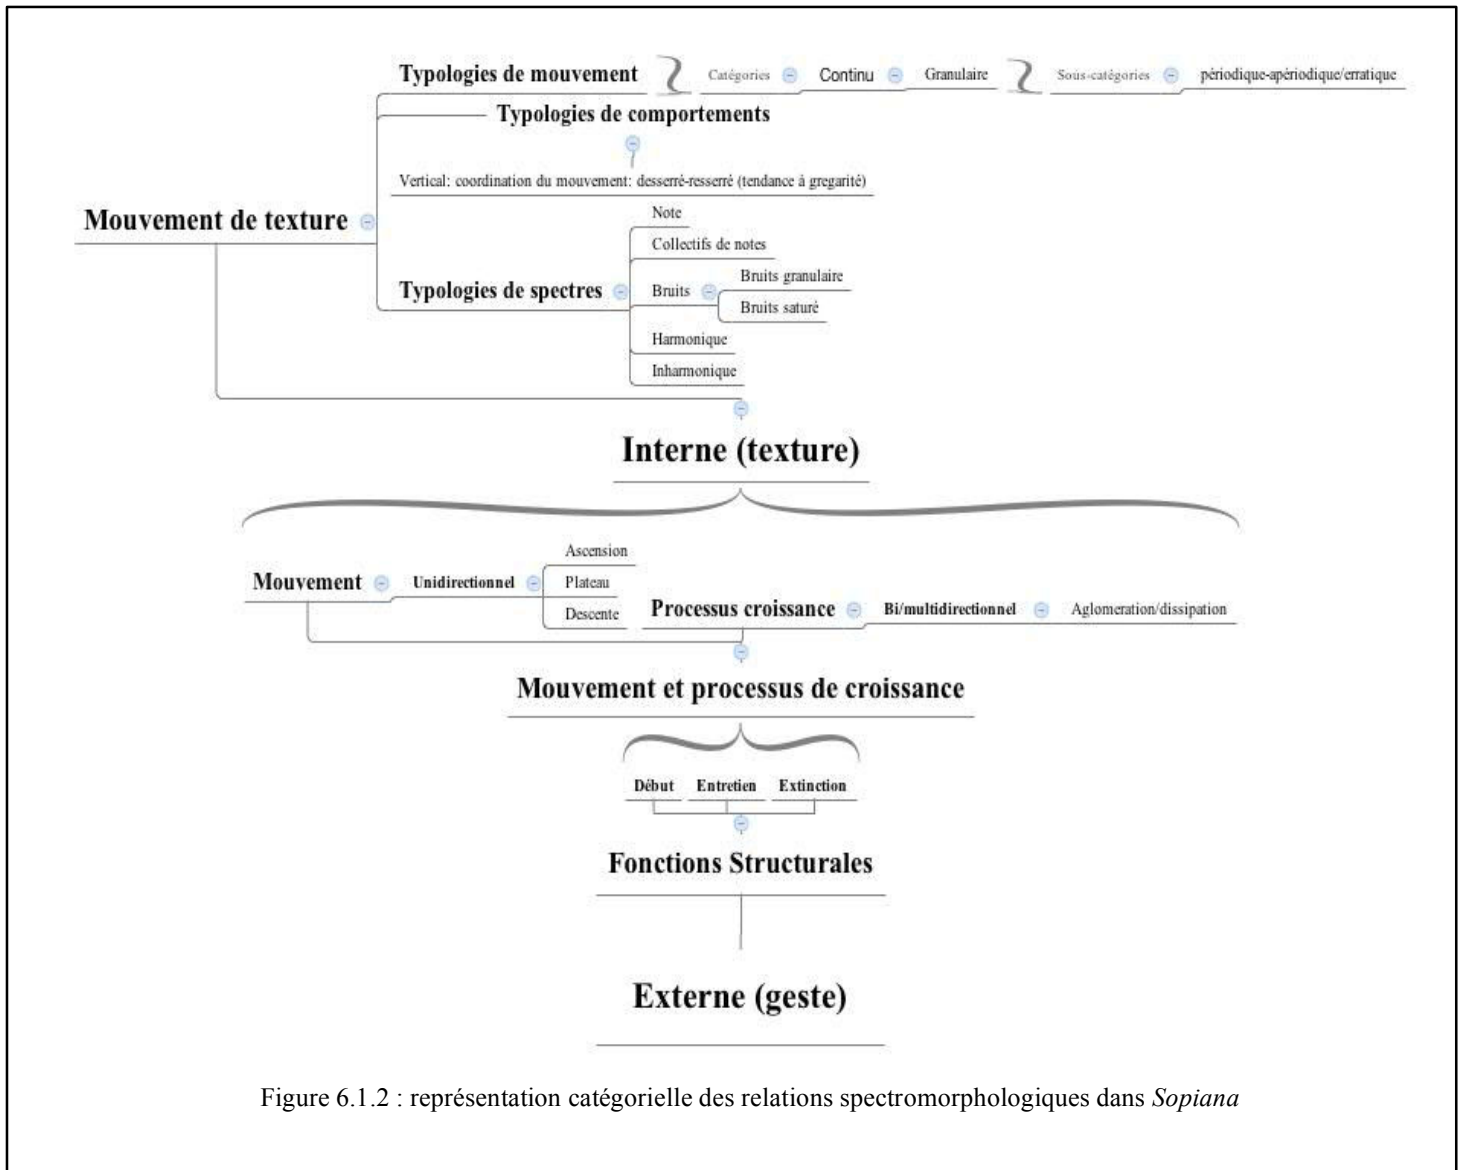 Typologies de mouvement Catégories Continu Granulaire Sous-catégories périodique-apériodique/erratique
Typologies de comportements
Vertical: coordination du mouvement: desserré-resserré (tendance à gregarité)
Mouvement de texture
Note
Collectifs de notes
Typologies de spectres
Bruits
Bruits granulaire
Bruits saturé
Harmonique
Inharmonique
Interne (texture)
Mouvement
Unidirectionnel
Ascension
Plateau
Descente
Processus croissance
Bi/multidirectionnel
Aglomeration/dissipation
Mouvement et processus de croissance
Début Entretien Extinction
Fonctions Structurales
Externe (geste)
Figure 6.1.2 : représentation catégorielle des relations spectromorphologiques dans Sopiana